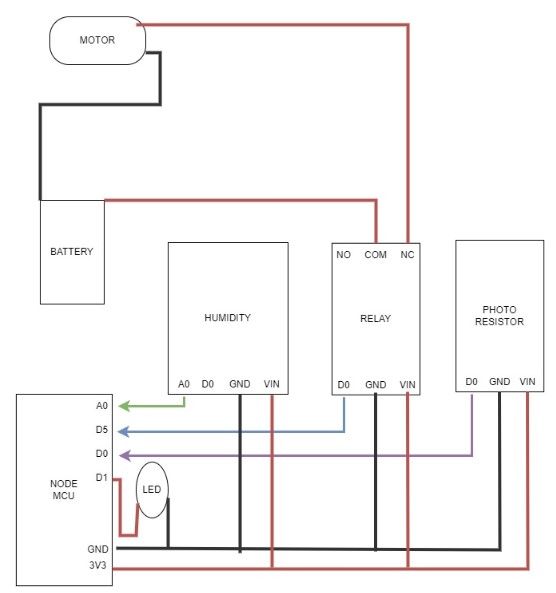 MOTOR
BATTERY
NO COM NC
HUMIDITY
RELAY
PHOTO
RESISTOR
A0 D0 GND VIN
D0 GND VIN
D0 GND VIN
A0
D5
D0
D1
NODE
MCU
LED
GND
3V3